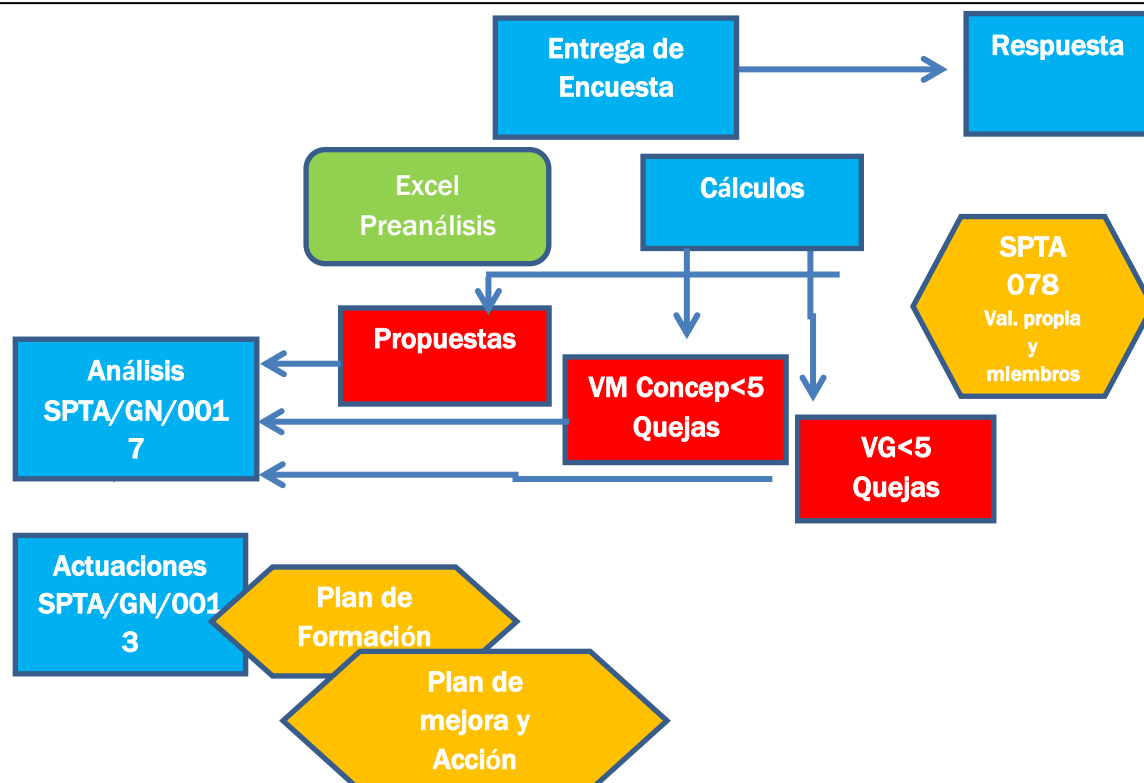 Entrega de
Encuesta
Respuesta
Excel
Preanálisis
Cálculos
SPTA
078
Val. propia
y
miembros
Propuestas
VM Concep<5
Quejas
VG<5
Quejas
Análisis
SPTA/GN/001
7
Actuaciones
SPTA/GN/001
3
Plan de
Formación
Plan de
mejora y
Acción